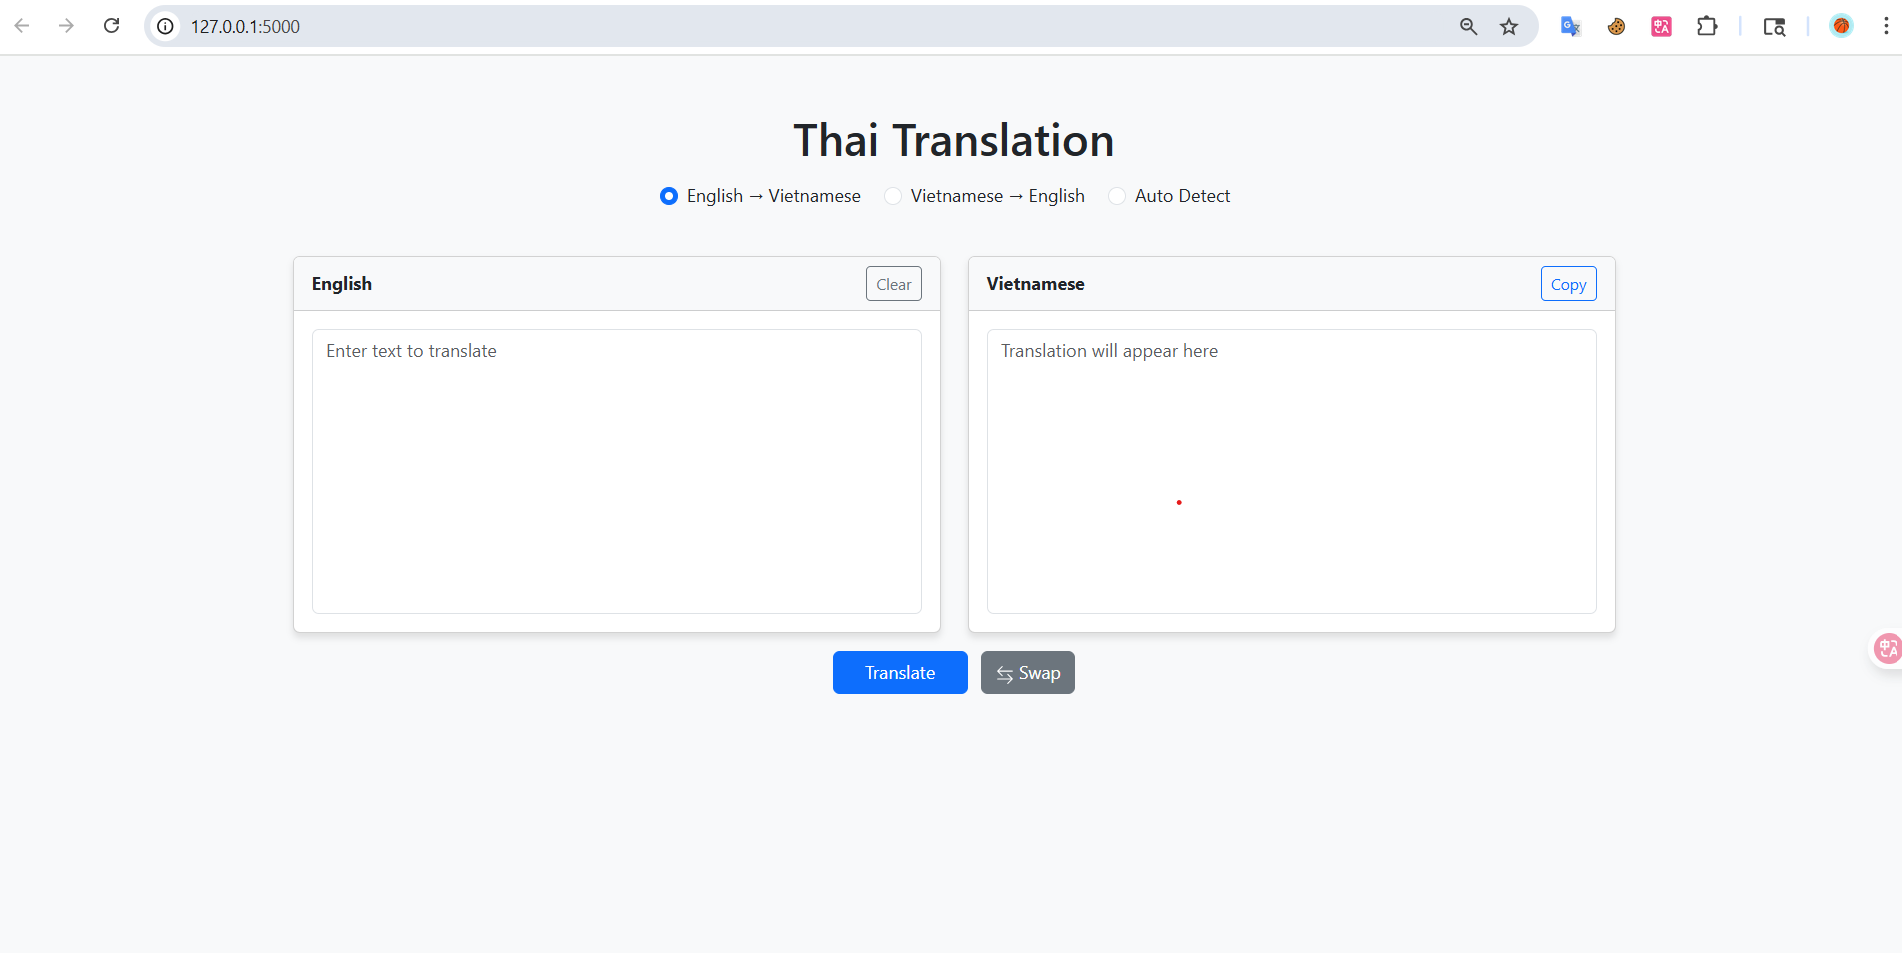 127.0.0.1:5000
Thai Translation
English → Vietnamese Vietnamese → English Auto Detect
English Clear
Vietnamese Copy
Enter text to translate
Translation will appear here
Translate ⇆ Swap